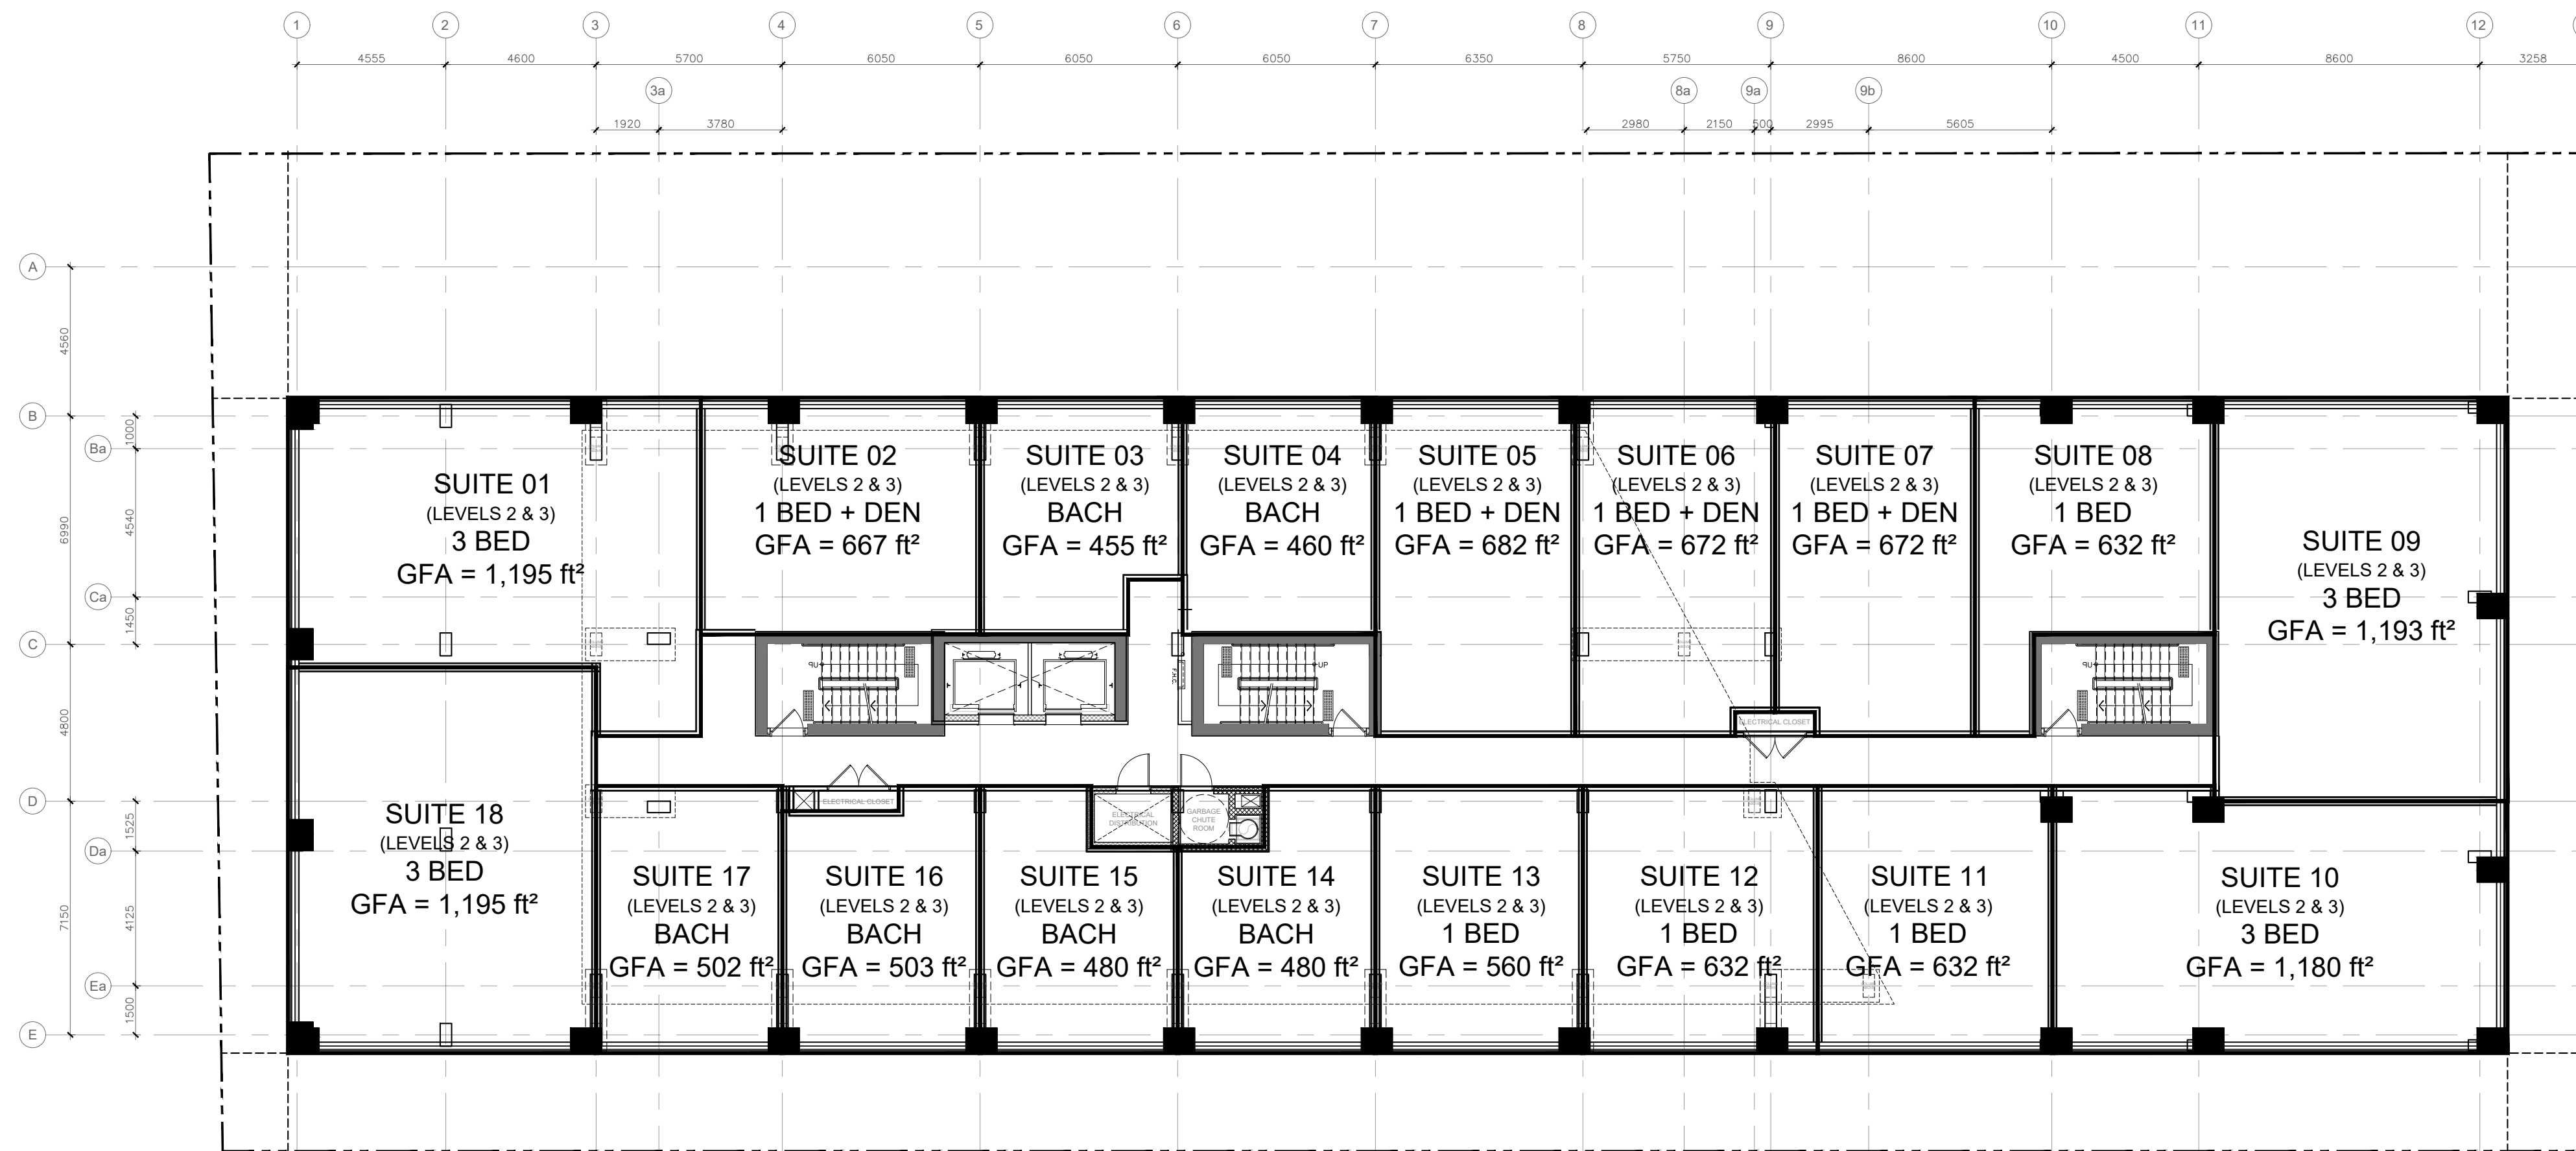 1 2 3 4 5 6 7 8 9 10 11 12
4555 4600 5700 6050 6050 6050 6350 5750 8600 4500 8600 3258
3a 8a 9a 9b
1920 3780 2980 2150 500 2995 5605
A
4560
B
1000
Ba
6990
4540
Ca
1450
C
4800
D
1525
Da
7150
4125
Ea
1500
E
SUITE 01
(LEVELS 2 & 3)
3 BED
GFA = 1,195 ft²
SUITE 02
(LEVELS 2 & 3)
1 BED + DEN
GFA = 667 ft²
SUITE 03
(LEVELS 2 & 3)
BACH
GFA = 455 ft²
SUITE 04
(LEVELS 2 & 3)
BACH
GFA = 460 ft²
SUITE 05
(LEVELS 2 & 3)
1 BED + DEN
GFA = 682 ft²
SUITE 06
(LEVELS 2 & 3)
1 BED + DEN
GFA = 672 ft²
SUITE 07
(LEVELS 2 & 3)
1 BED + DEN
GFA = 672 ft²
SUITE 08
(LEVELS 2 & 3)
1 BED
GFA = 632 ft²
SUITE 09
(LEVELS 2 & 3)
3 BED
GFA = 1,193 ft²
UP
F.H.C.
UP
UP
ELECTRICAL CLOSET
ELECTRICAL CLOSET
ELECTRICAL
DISTRIBUTION
GARBAGE
CHUTE
ROOM
SUITE 18
(LEVELS 2 & 3)
3 BED
GFA = 1,195 ft²
SUITE 17
(LEVELS 2 & 3)
BACH
GFA = 502 ft²
SUITE 16
(LEVELS 2 & 3)
BACH
GFA = 503 ft²
SUITE 15
(LEVELS 2 & 3)
BACH
GFA = 480 ft²
SUITE 14
(LEVELS 2 & 3)
BACH
GFA = 480 ft²
SUITE 13
(LEVELS 2 & 3)
1 BED
GFA = 560 ft²
SUITE 12
(LEVELS 2 & 3)
1 BED
GFA = 632 ft²
SUITE 11
(LEVELS 2 & 3)
1 BED
GFA = 632 ft²
SUITE 10
(LEVELS 2 & 3)
3 BED
GFA = 1,180 ft²